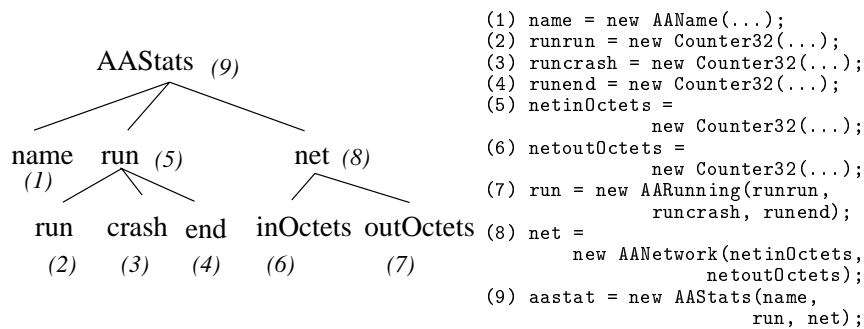 AAStats (9)
name run (5) net (8)
(1)
run crash end inOctets outOctets
(2) (3) (4) (6) (7)
(1) name = new AAName(...);
(2) runrun = new Counter32(...);
(3) runcrash = new Counter32(...);
(4) runend = new Counter32(...);
(5) netinOctets =
new Counter32(...);
(6) netoutOctets =
new Counter32(...);
(7) run = new AARunning(runrun,
runcrash, runend);
(8) net =
new AANetwork(netinOctets,
netoutOctets);
(9) aastat = new AAStats(name,
run, net);